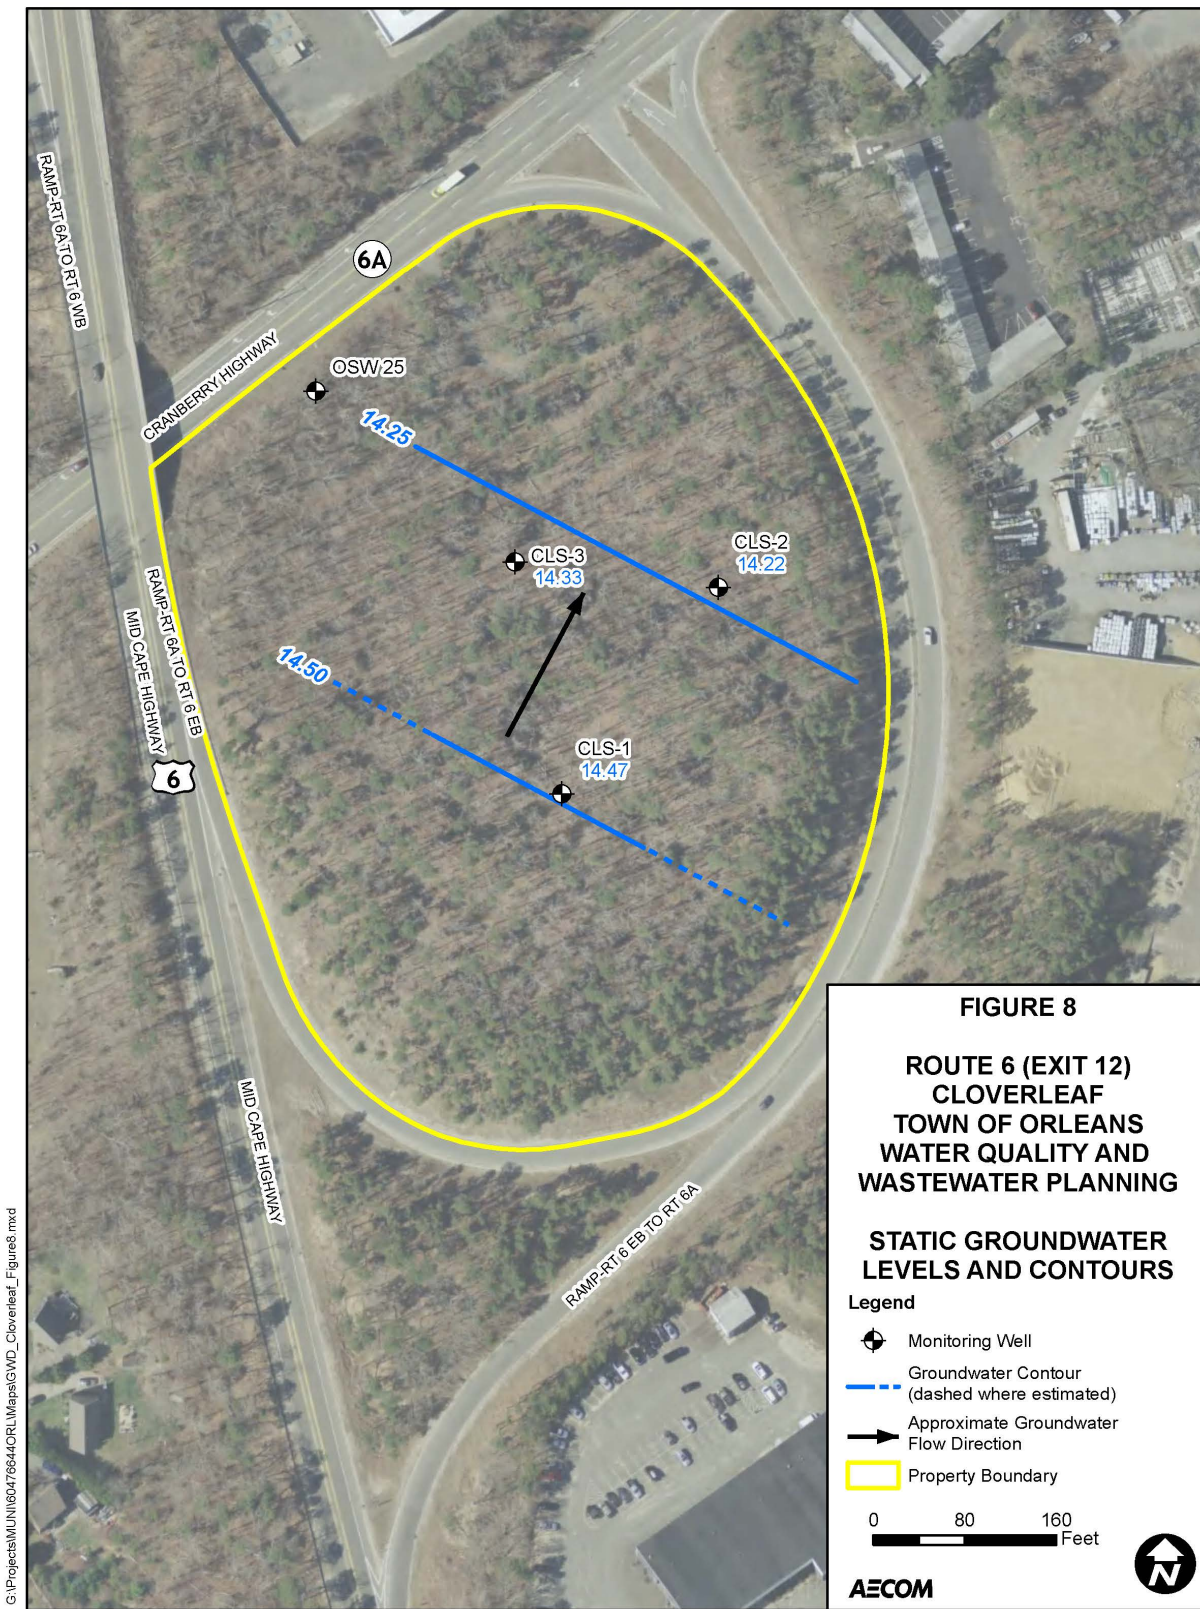 RAMP-RT 6A TO RT 6 WB
6A
CRANBERRY HIGHWAY
OSW 25
14.25
CLS-3
14.33
CLS-2
14.22
RAMP-RT 6A TO RT 6 EB
MID CAPE HIGHWAY
14.50
6
CLS-1
14.47
MID CAPE HIGHWAY
RAMP-RT 6 EB TO RT 6A
G:\Projects\MUNI\60476644ORL\Maps\GWD_Cloverleaf_Figure8.mxd
FIGURE 8
ROUTE 6 (EXIT 12)
CLOVERLEAF
TOWN OF ORLEANS
WATER QUALITY AND
WASTEWATER PLANNING
STATIC GROUNDWATER
LEVELS AND CONTOURS
Legend
Monitoring Well
Groundwater Contour
(dashed where estimated)
Approximate Groundwater
Flow Direction
Property Boundary
0 80 160
Feet
AECOM
N